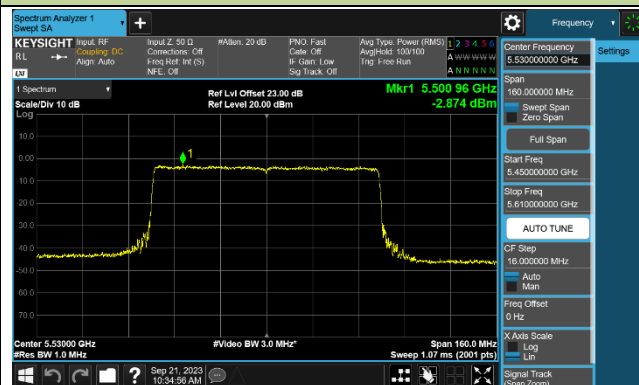 Spectrum Analyzer 1
Swept SA
+
Frequency
KEYSIGHT
Input: RF
Coupling: DC
Align: Auto
Input Z: 50 Ω
Corrections: Off
Freq Ref: Int (S)
NFE: Off
#Atten: 20 dB
PNO: Fast
Gate: Off
IF Gain: Low
Sig Track: Off
Avg Type: Power (RMS)
Avg|Hold: 100/100
Trig: Free Run
1 2 3 4 5 6
A W W W W W
A N N N N N
RL
LXI
1 Spectrum
Scale/Div 10 dB
Log
Ref Lvl Offset 23.00 dB
Ref Level 20.00 dBm
Mkr1 5.500 96 GHz
-2.874 dBm
10.0
0.00
-10.0
-20.0
-30.0
-40.0
-50.0
-60.0
-70.0
1
Center 5.53000 GHz
#Res BW 1.0 MHz
#Video BW 3.0 MHz*
Span 160.0 MHz
Sweep 1.07 ms (2001 pts)
Sep 21, 2023
10:34:56 AM
Center Frequency
5.530000000 GHz
Settings
Span
160.000000 MHz
Swept Span
Zero Span
Full Span
Start Freq
5.450000000 GHz
Stop Freq
5.610000000 GHz
AUTO TUNE
CF Step
16.000000 MHz
Auto
Man
Freq Offset
0 Hz
X Axis Scale
Log
Lin
Signal Track
(Span Zoom)